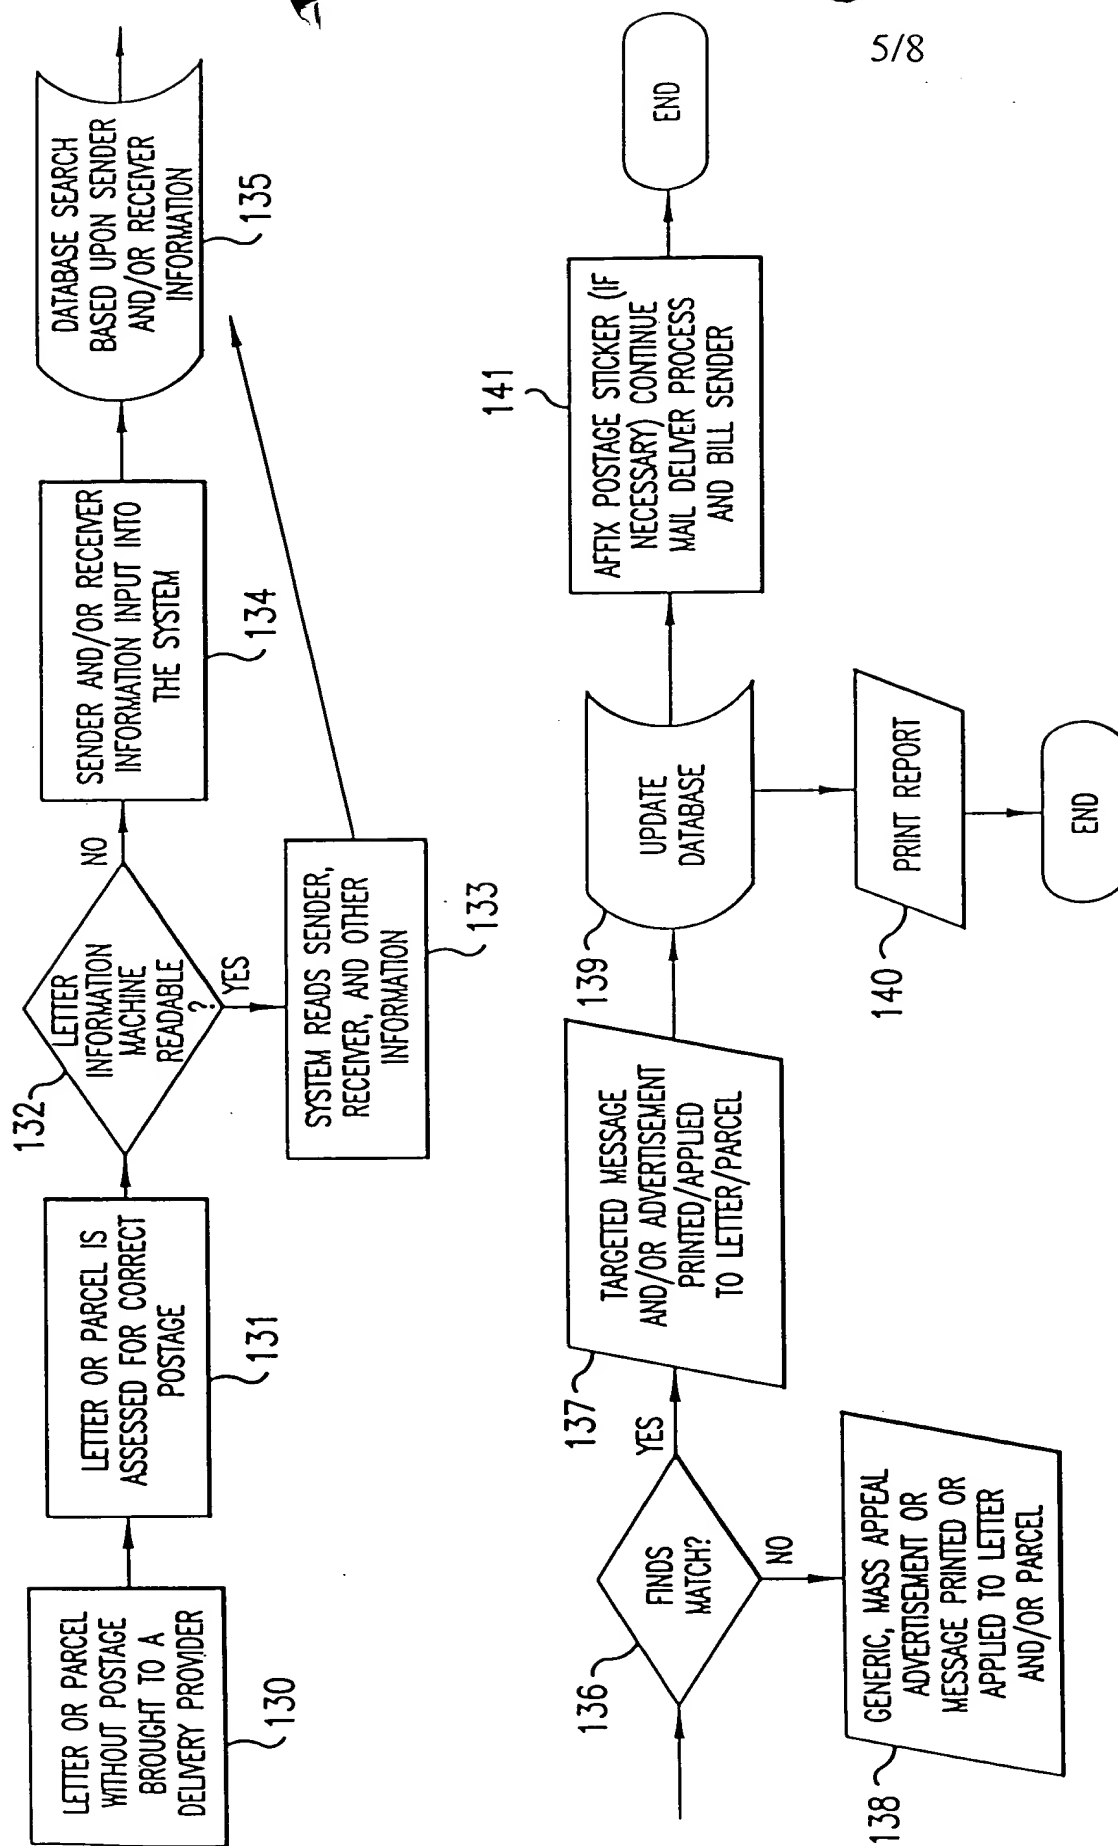 5/8
LETTER OR PARCEL
WITHOUT POSTAGE
BROUGHT TO A
DELIVERY PROVIDER
130
LETTER OR PARCEL IS
ASSESSED FOR CORRECT
POSTAGE
131
132
LETTER
INFORMATION
MACHINE
READABLE
?
NO
YES
SYSTEM READS SENDER,
RECEIVER, AND OTHER
INFORMATION
133
SENDER AND/OR RECEIVER
INFORMATION INPUT INTO
THE SYSTEM
134
DATABASE SEARCH
BASED UPON SENDER
AND/OR RECEIVER
INFORMATION
135
136
FINDS
MATCH?
YES
NO
138
GENERIC, MASS APPEAL
ADVERTISEMENT OR
MESSAGE PRINTED OR
APPLIED TO LETTER
AND/OR PARCEL
137
TARGETED MESSAGE
AND/OR ADVERTISEMENT
PRINTED/APPLIED
TO LETTER/PARCEL
139
UPDATE
DATABASE
140
PRINT REPORT
END
141
AFFIX POSTAGE STICKER (IF
NECESSARY) CONTINUE
MAIL DELIVER PROCESS
AND BILL SENDER
END